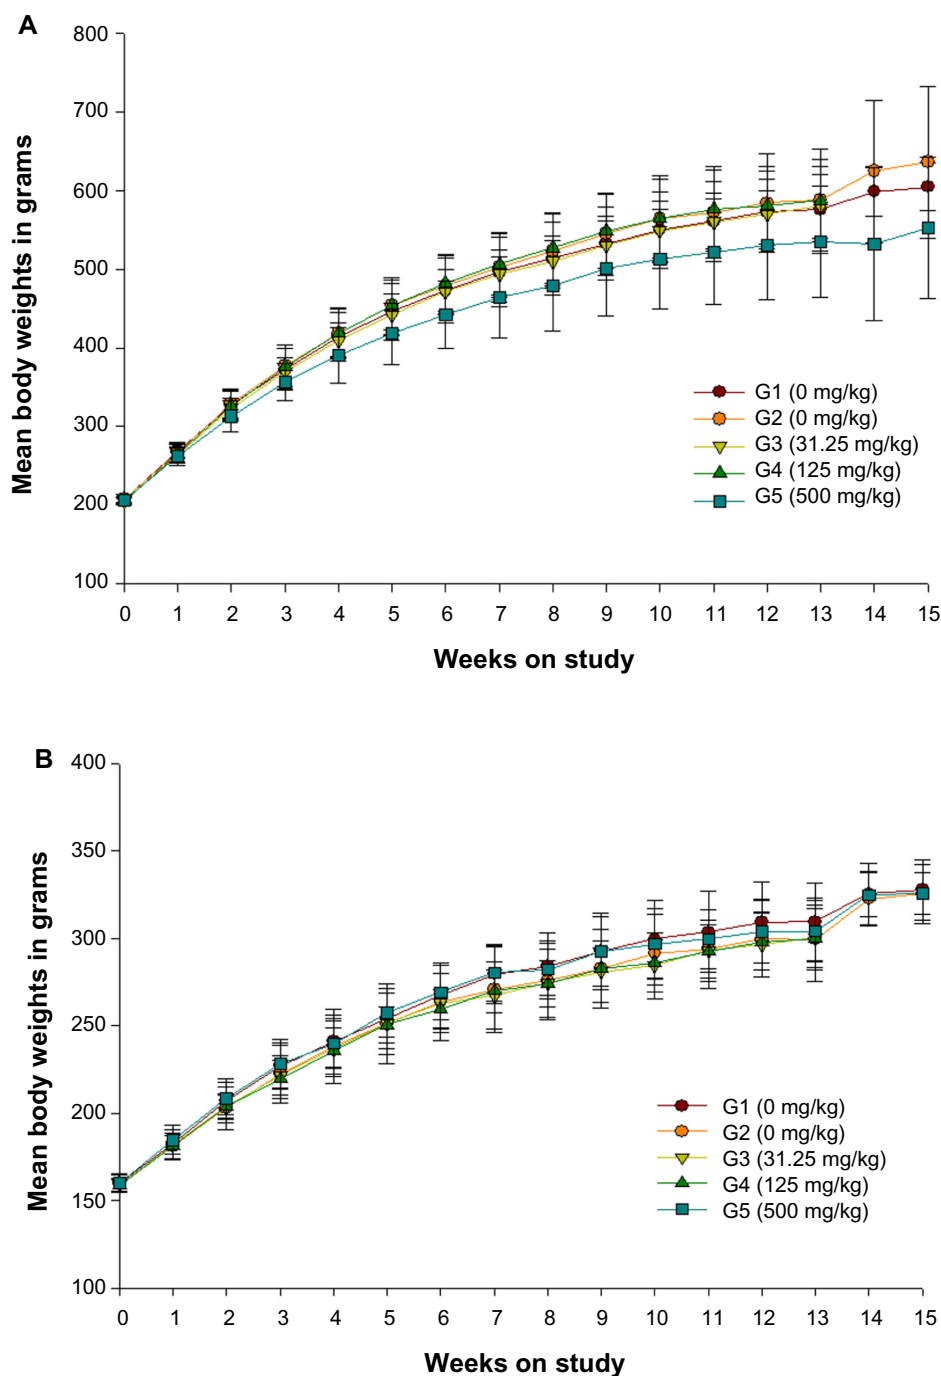 A
800
700
600
500
400
300
200
100
Mean body weights in grams
G1 (0 mg/kg)
G2 (0 mg/kg)
G3 (31.25 mg/kg)
G4 (125 mg/kg)
G5 (500 mg/kg)
0 1 2 3 4 5 6 7 8 9 10 11 12 13 14 15
Weeks on study
B
400
350
300
250
200
150
100
Mean body weights in grams
G1 (0 mg/kg)
G2 (0 mg/kg)
G3 (31.25 mg/kg)
G4 (125 mg/kg)
G5 (500 mg/kg)
0 1 2 3 4 5 6 7 8 9 10 11 12 13 14 15
Weeks on study